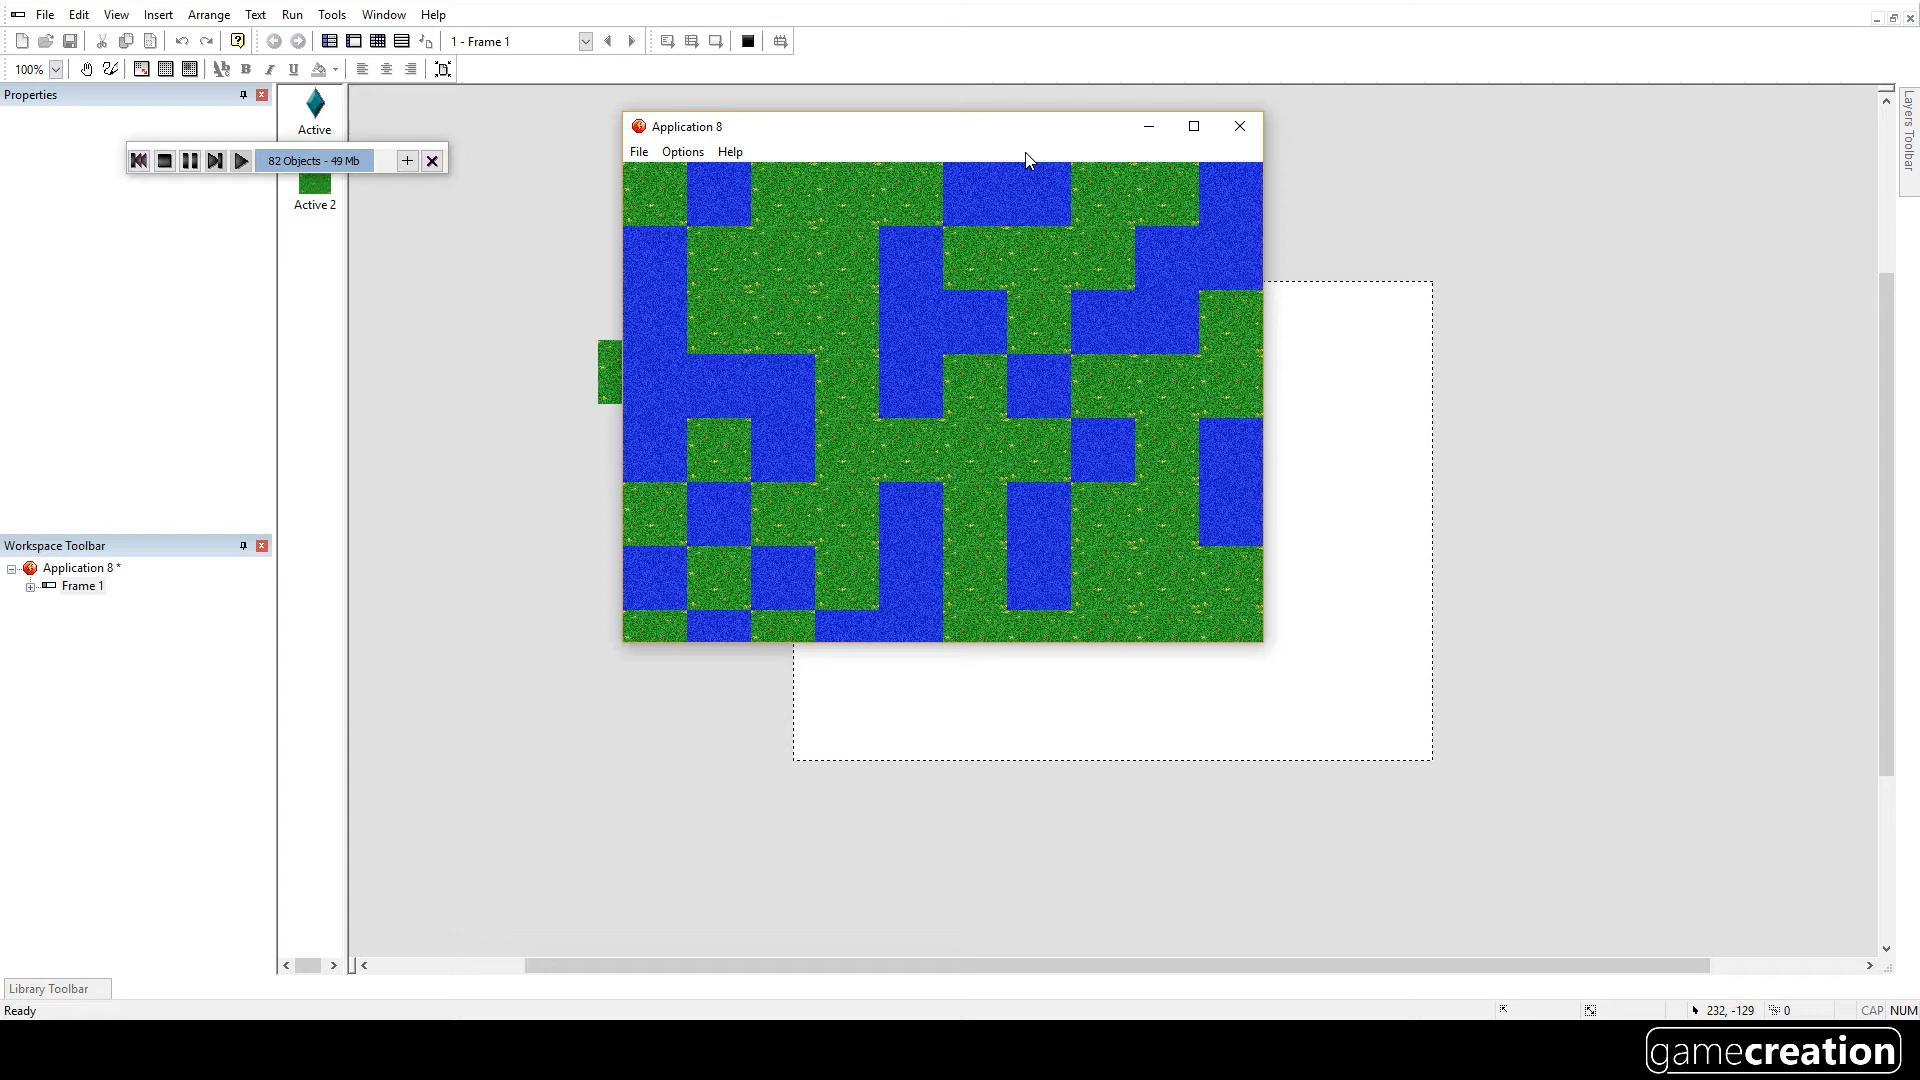 File Edit View Insert Arrange Text Run Tools Window Help
1 - Frame 1
100%
Properties
Active
82 Objects - 49 Mb
Active 2
Application 8
File Options Help
Layers Toolbar
Workspace Toolbar
Application 8 *
Frame 1
Library Toolbar
Ready
232, -129
0
CAP NUM
gamecreation